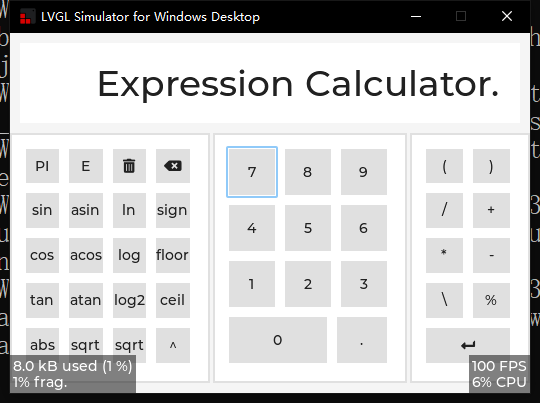 LVGL Simulator for Windows Desktop
Expression Calculator.
PI E
sin asin ln sign
cos acos log floor
tan atan log2 ceil
abs sqrt sqrt ^
7 8 9
4 5 6
1 2 3
0 .
( )
/ +
* -
\ %
8.0 kB used (1 %)
1% frag.
100 FPS
6% CPU